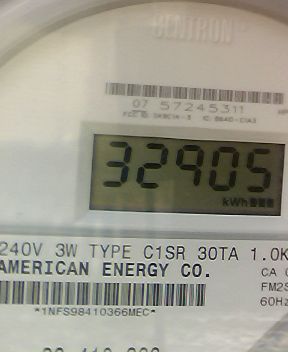 CENTRON
07 57245311
32905
kWh
240V 3W TYPE C1SR 30TA 1.0K
AMERICAN ENERGY CO.
CA
FM2S
60Hz
*1NFS98410366MEC*